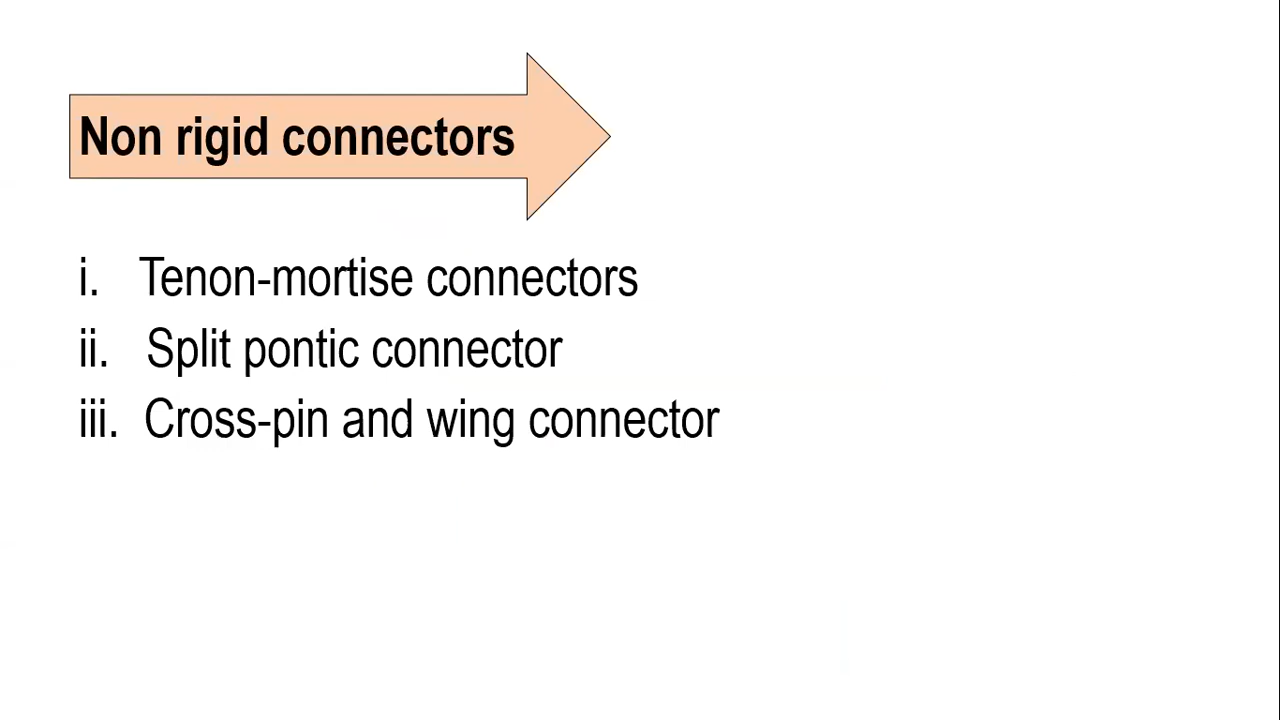 Non rigid connectors
i. Tenon-mortise connectors
ii. Split pontic connector
iii. Cross-pin and wing connector